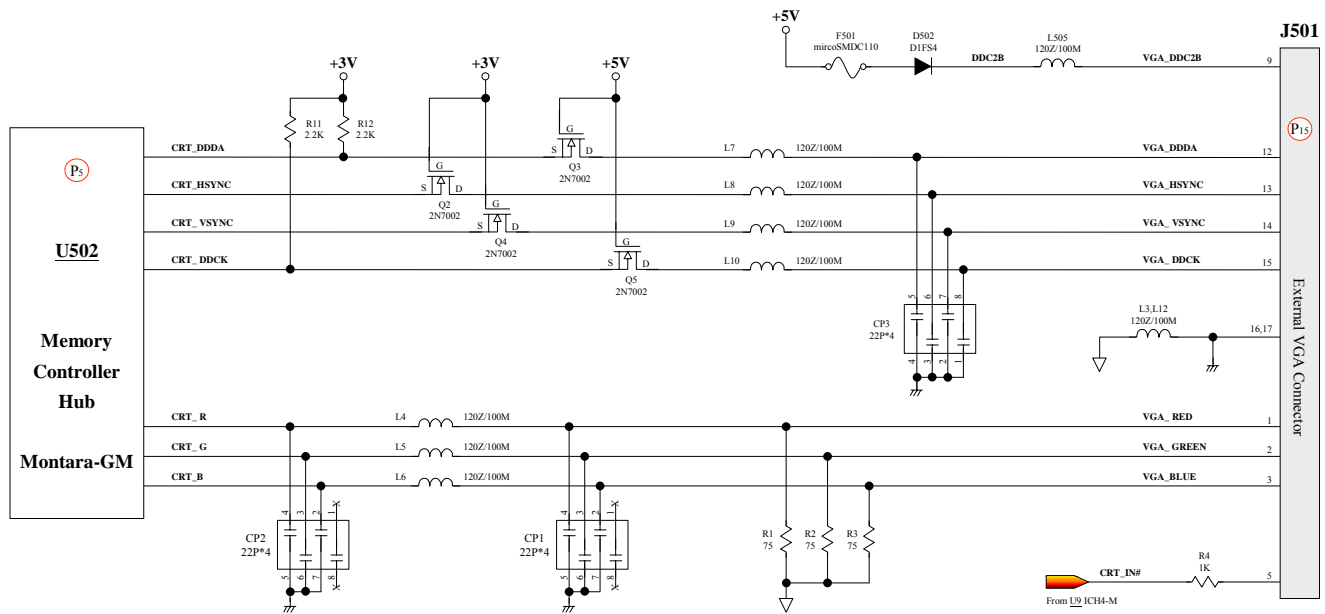 J501
+5V
F501
mircoSMDC110
D502
D1FS4
DDC2B
L505
120Z/100M
VGA_DDC2B
9
+3V
+3V
+5V
R11
2.2K
R12
2.2K
P5
P15
CRT_DDDA
S
G
D
Q3
2N7002
L7
120Z/100M
VGA_DDDA
12
CRT_HSYNC
S
G
D
Q2
2N7002
L8
120Z/100M
VGA_HSYNC
13
CRT_ VSYNC
S
G
D
Q4
2N7002
L9
120Z/100M
VGA_ VSYNC
14
CRT_ DDCK
S
G
D
Q5
2N7002
L10
120Z/100M
VGA_ DDCK
15
U502
Memory
Controller
Hub
Montara-GM
5 6 7 8
CP3
22P*4
4 3 2 1
L3,L12
120Z/100M
16,17
External VGA Connector
CRT_ R
L4
120Z/100M
VGA_ RED
1
CRT_ G
L5
120Z/100M
VGA_ GREEN
2
CRT_B
L6
120Z/100M
VGA_BLUE
3
4 3 2 1 X
CP2
22P*4
5 6 7 8 X
4 3 2 1 X
CP1
22P*4
5 6 7 8 X
R1
75
R2
75
R3
75
CRT_IN#
R4
1K
5
From U9 ICH4-M